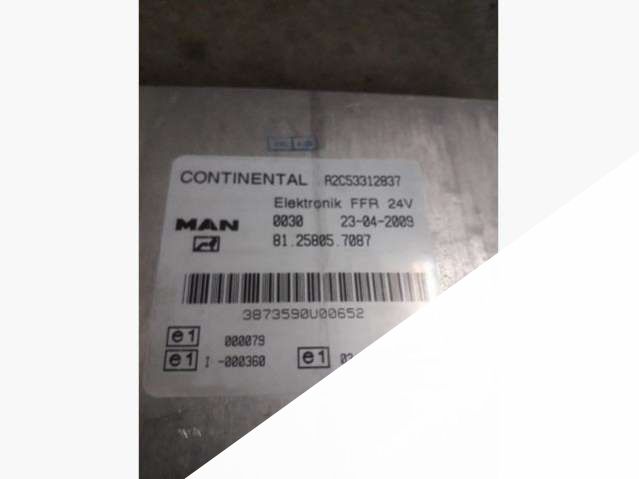 CONTINENTAL A2C53312837
Elektronik FFR 24V
MAN 0030 23-04-2009
81.25805.7087
3873590U00652
e1 000079
e1 I -000360 e1 03